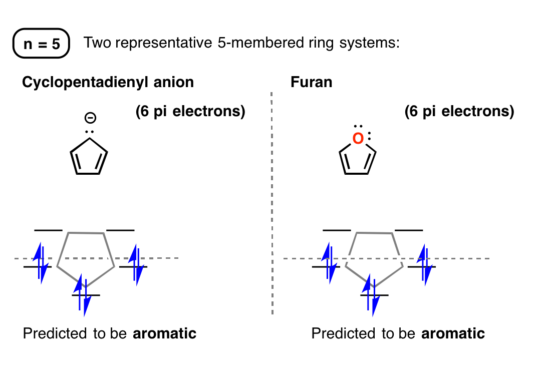 n = 5 Two representative 5-membered ring systems:
Cyclopentadienyl anion
(6 pi electrons)
⊖
Predicted to be aromatic
Furan
(6 pi electrons)
O
Predicted to be aromatic